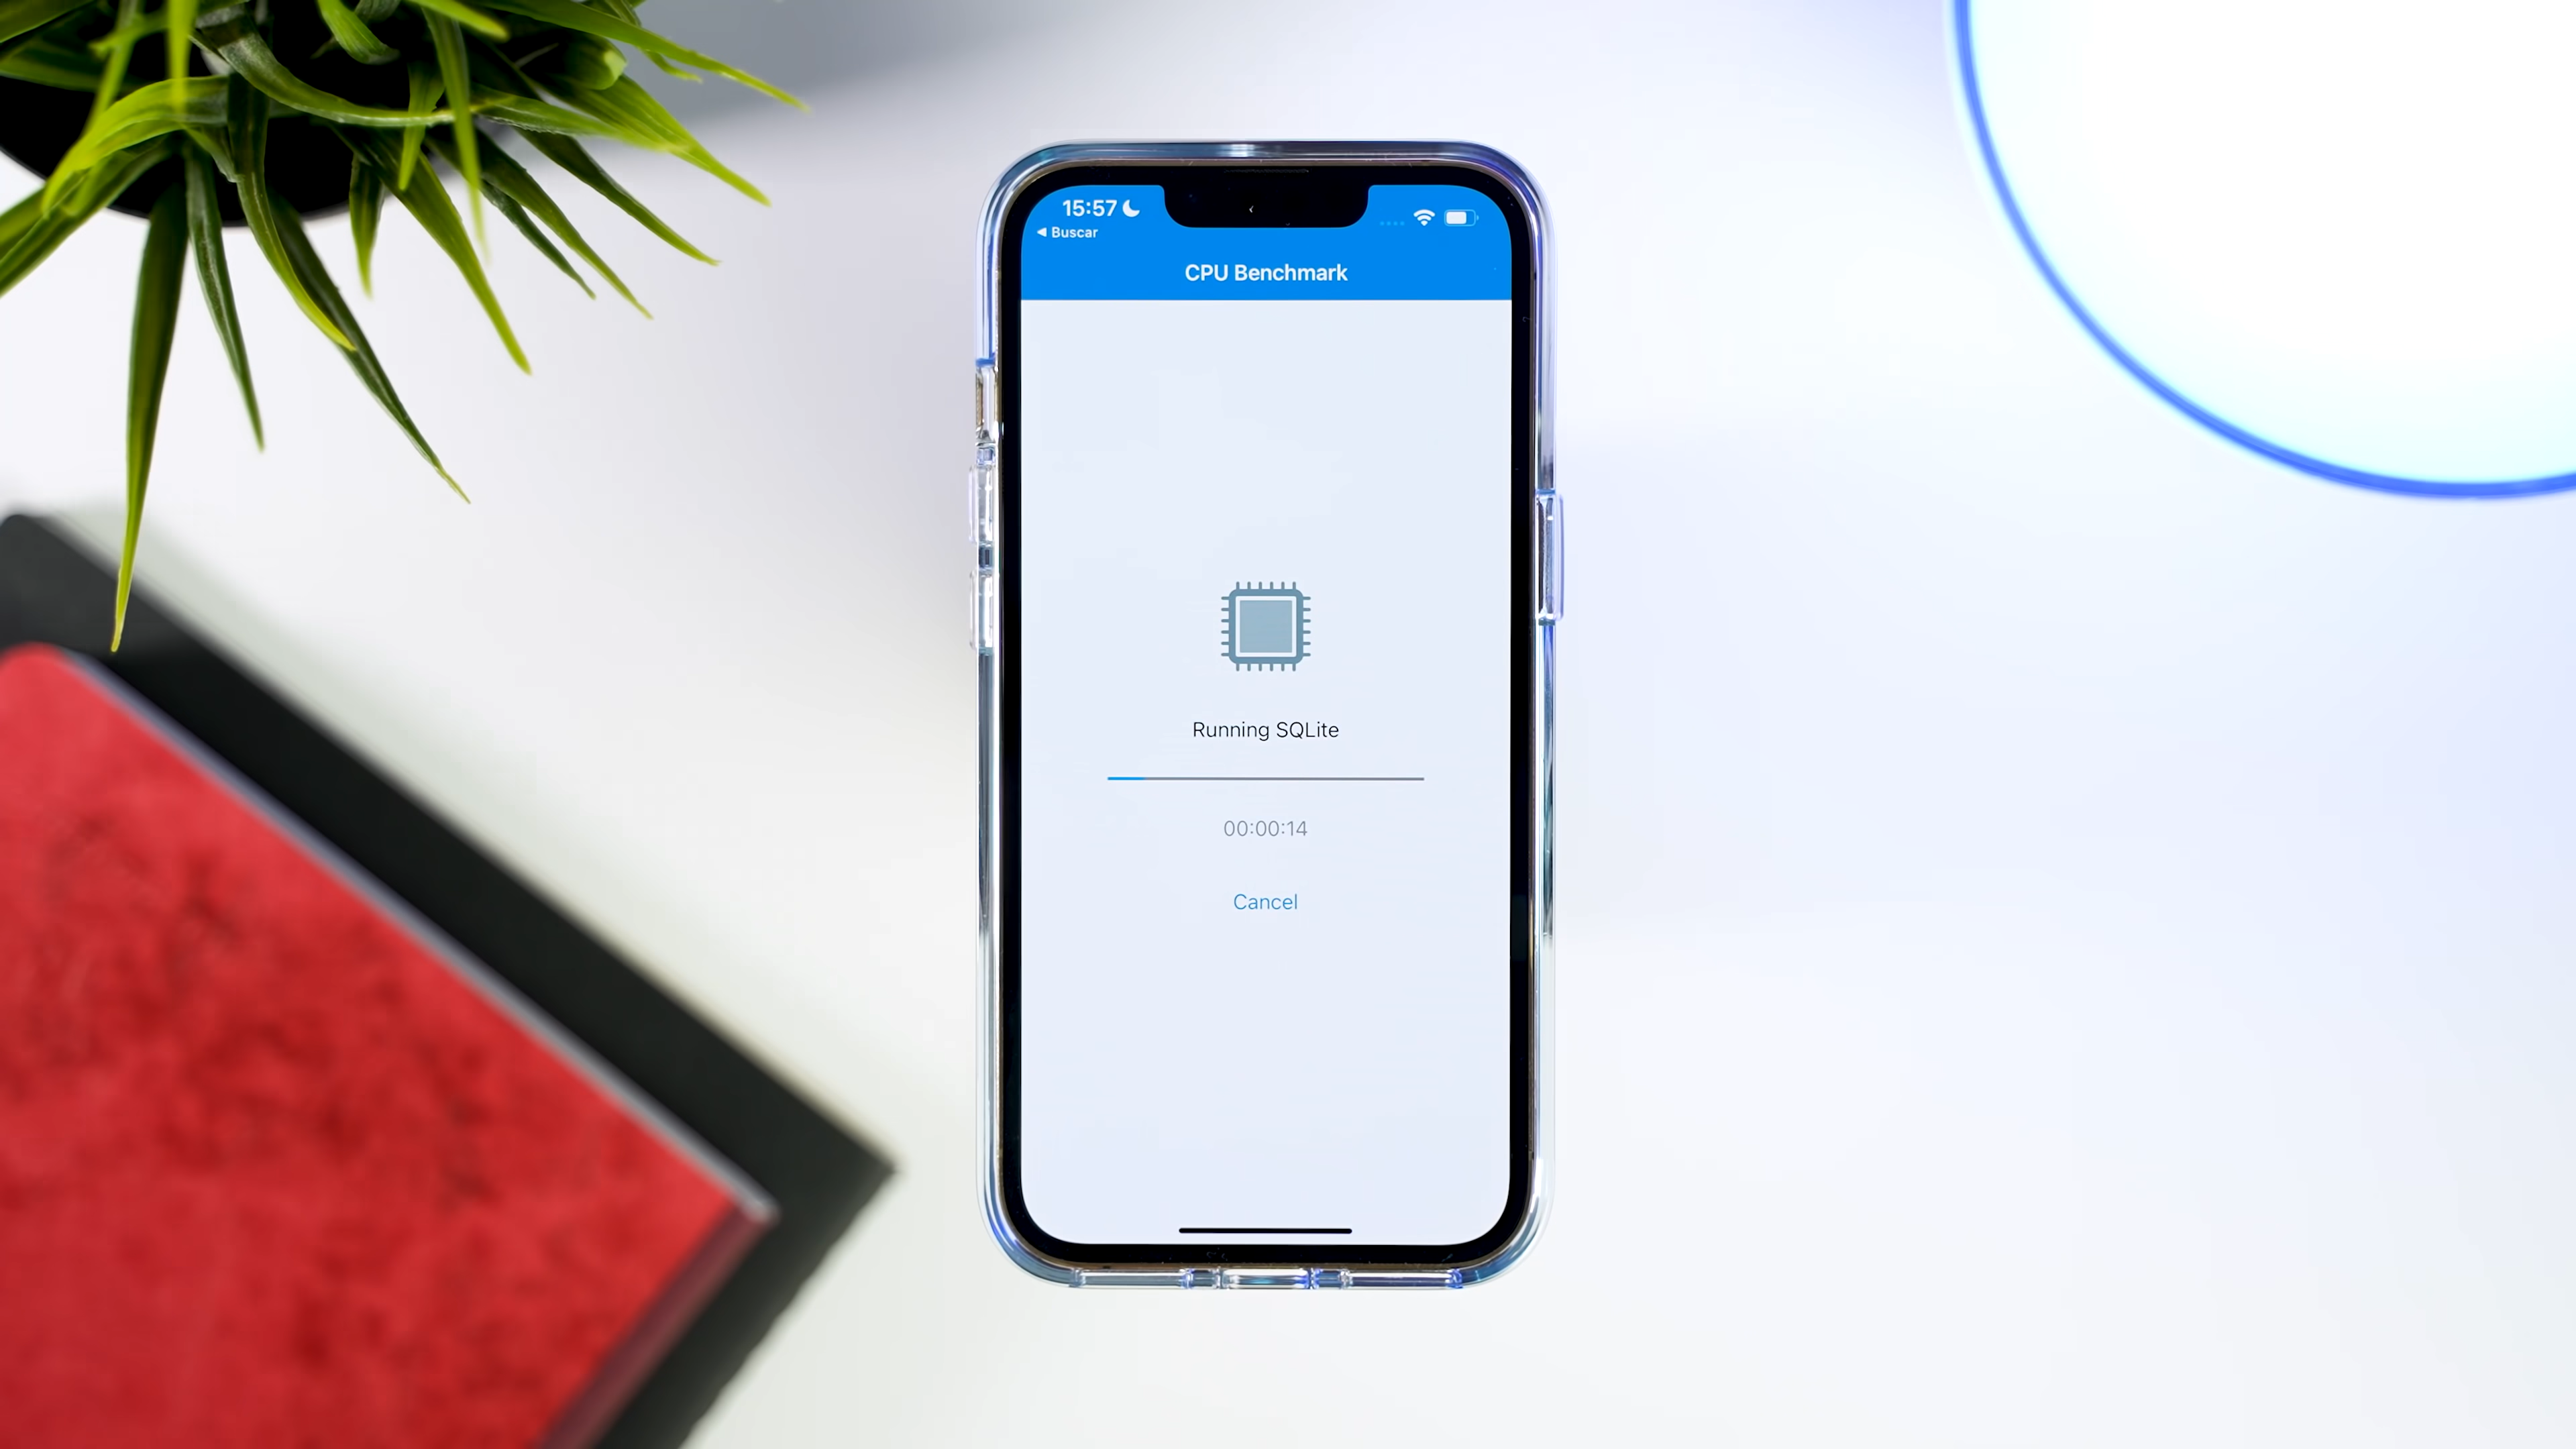 15:57
◀ Buscar
CPU Benchmark
Running SQLite
00:00:14
Cancel